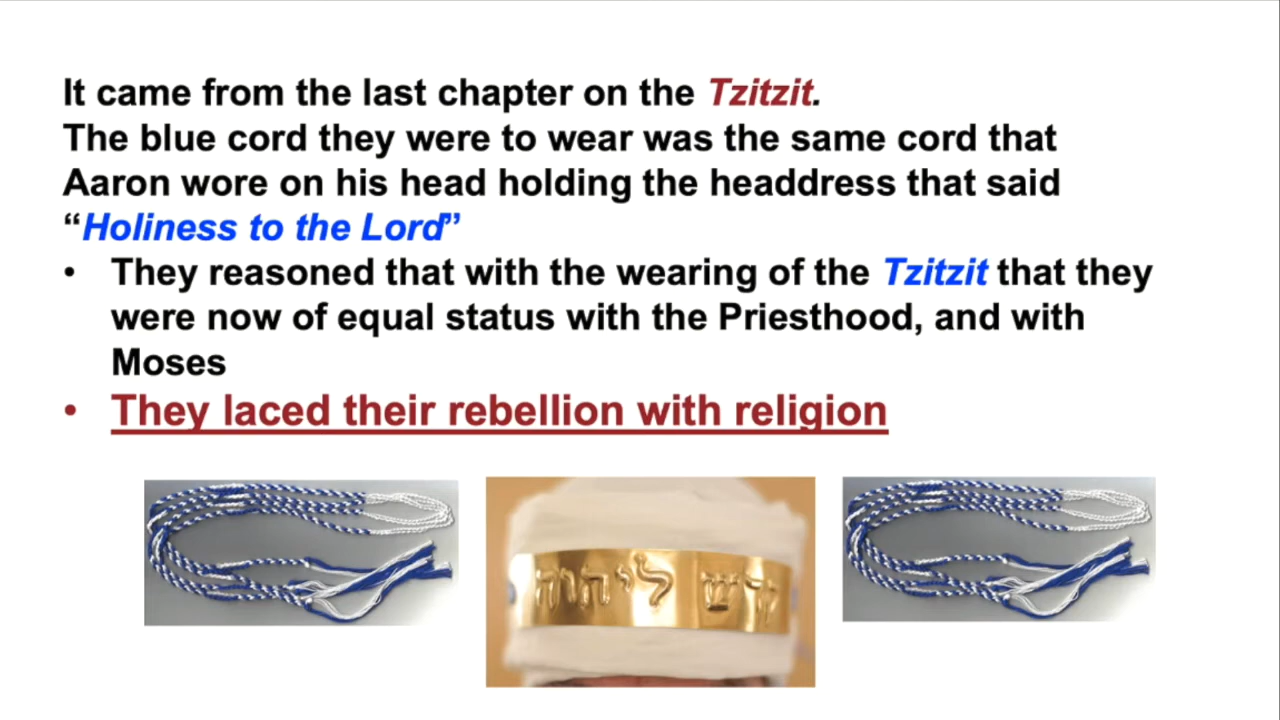 It came from the last chapter on the Tzitzit.
The blue cord they were to wear was the same cord that
Aaron wore on his head holding the headdress that said
“Holiness to the Lord”
• They reasoned that with the wearing of the Tzitzit that they
were now of equal status with the Priesthood, and with
Moses
• They laced their rebellion with religion
קדש ליהוה